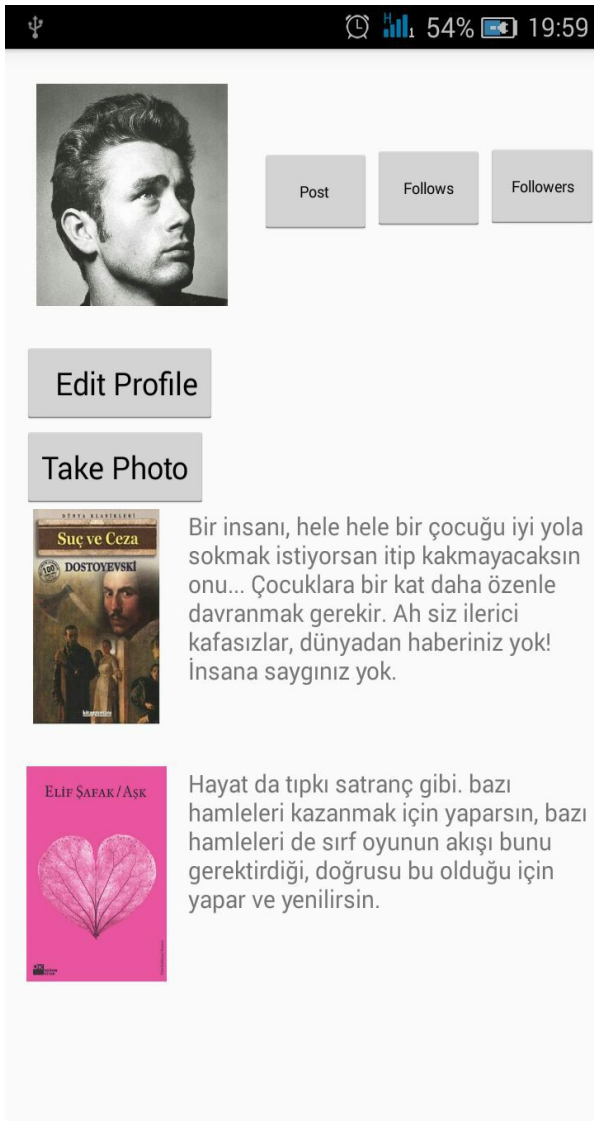 54% 19:59
Post Follows Followers
Edit Profile
Take Photo
DÜNYA KLASİKLERİ
Suç ve Ceza
DOSTOYEVSKİ
Bir insanı, hele hele bir çocuğu iyi yola
sokmak istiyorsan itip kakmayacaksın
onu... Çocuklara bir kat daha özenle
davranmak gerekir. Ah siz ilerici
kafasızlar, dünyadan haberiniz yok!
İnsana saygınız yok.
ELİF ŞAFAK / AŞK
Hayat da tıpkı satranç gibi. bazı
hamleleri kazanmak için yaparsın, bazı
hamleleri de sırf oyunun akışı bunu
gerektirdiği, doğrusu bu olduğu için
yapar ve yenilirsin.